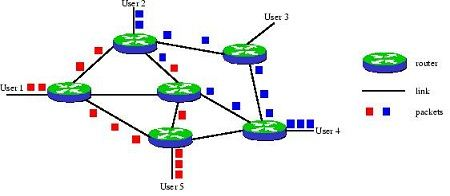 User 2
User 3
User 1
User 4
User 5
router
link
packets